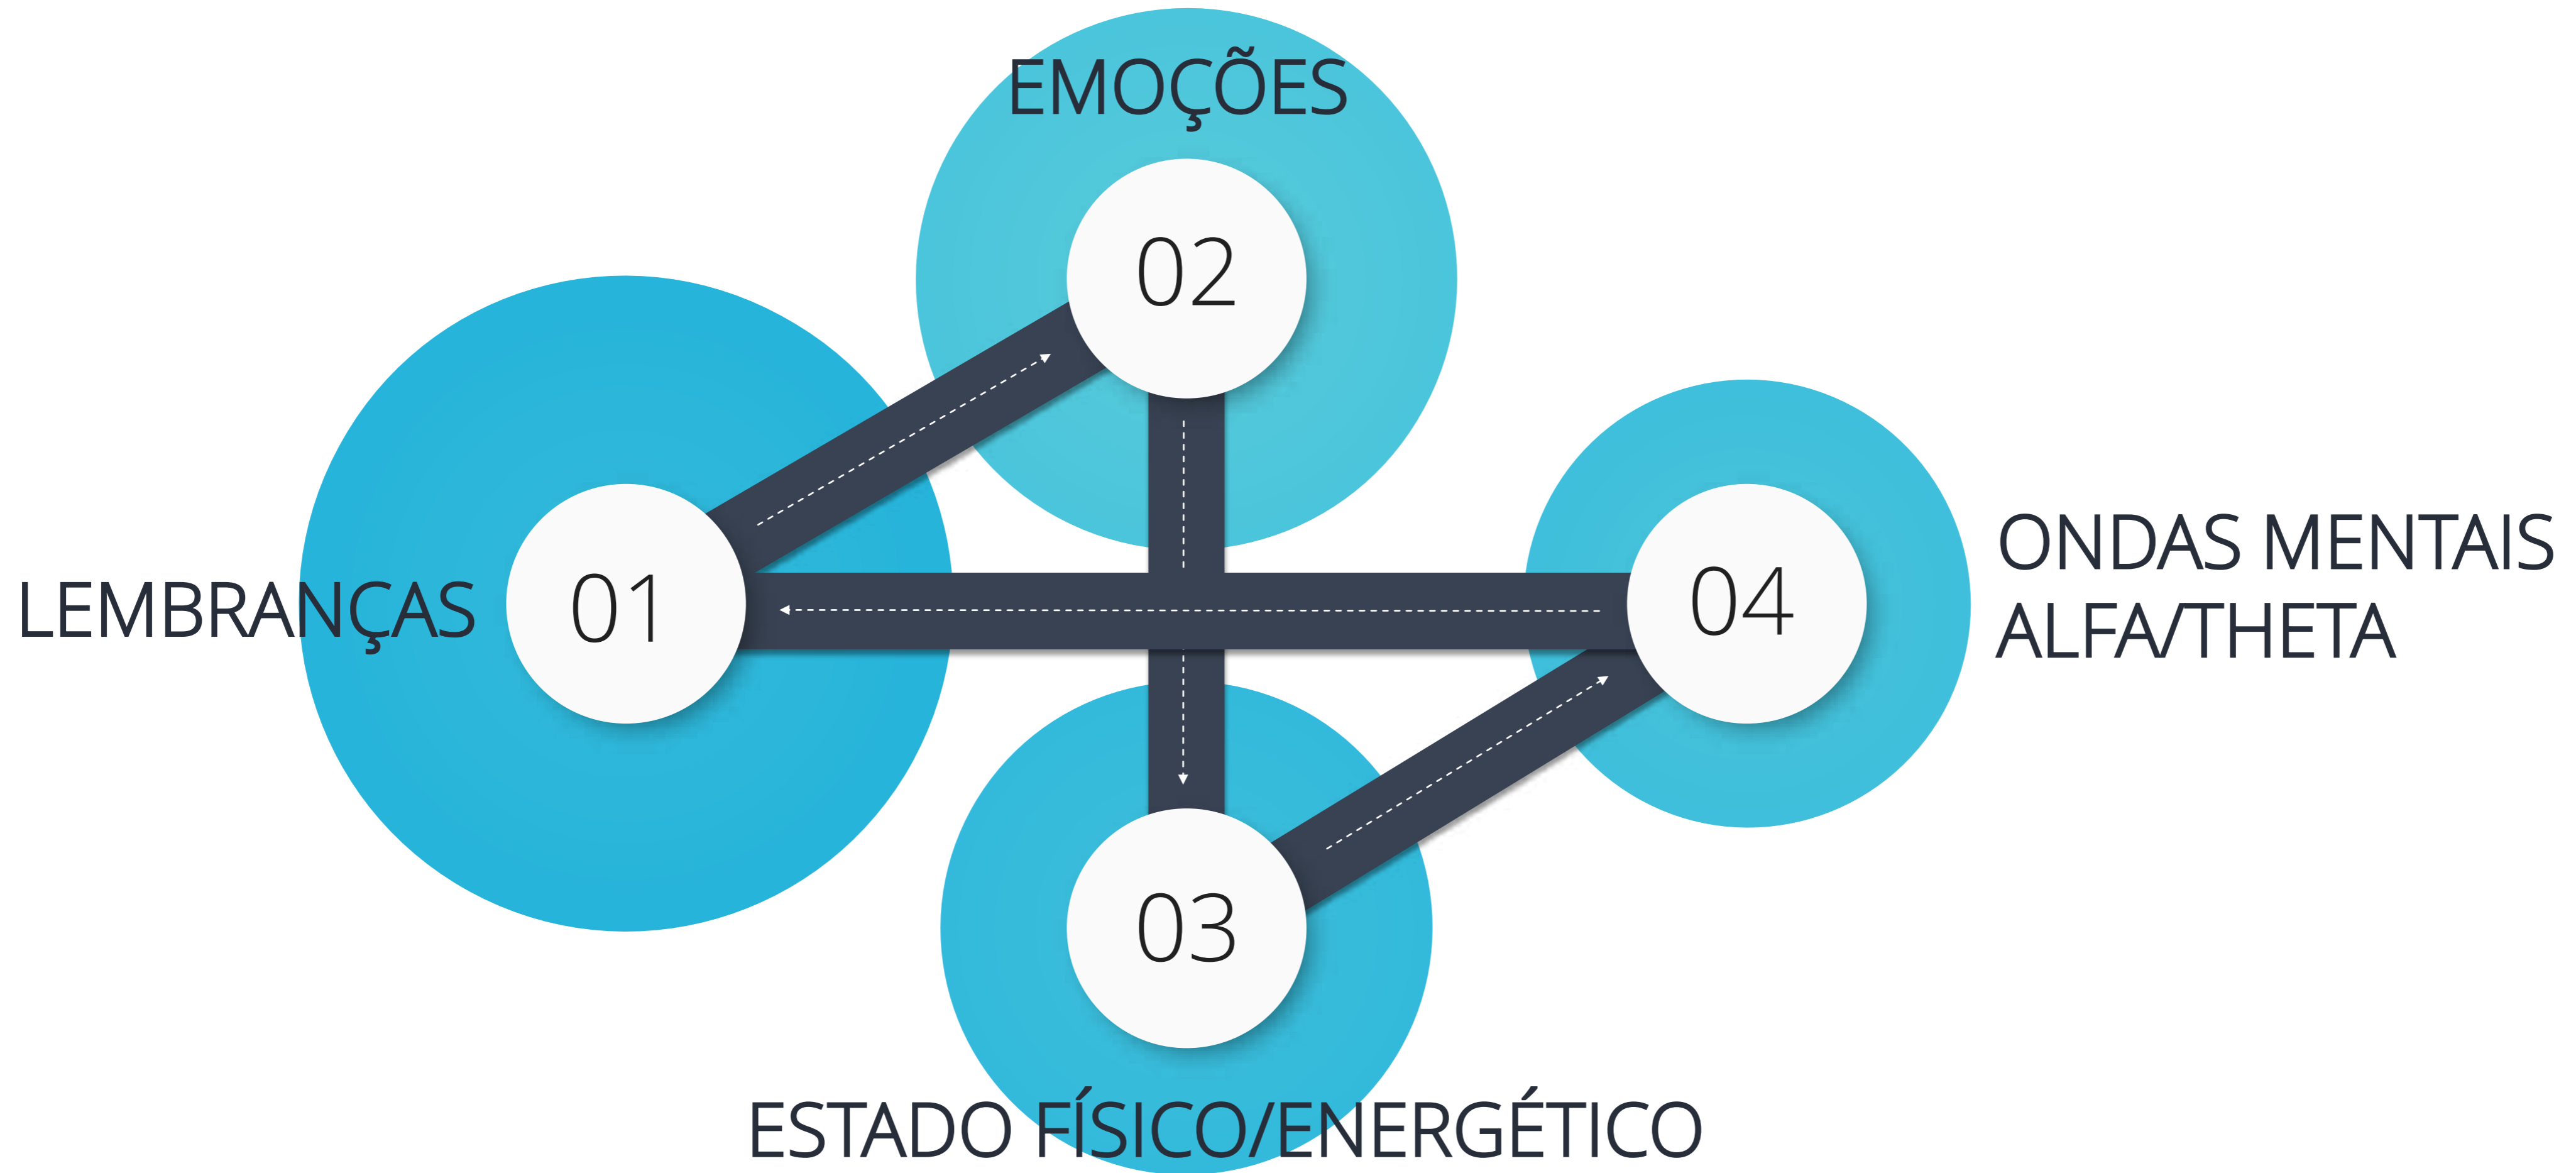 EMOÇÕES
02
LEMBRANÇAS
01
04
ONDAS MENTAIS
ALFA/THETA
03
ESTADO FÍSICO/ENERGÉTICO